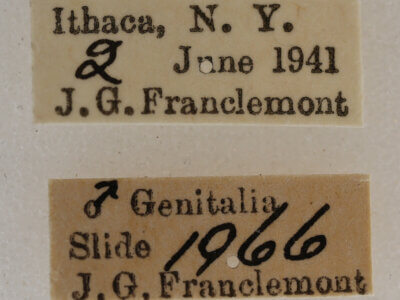 Ithaca, N. Y.
2 June 1941
J. G. Franclemont
♂ Genitalia
Slide 1966
J. G. Franclemont